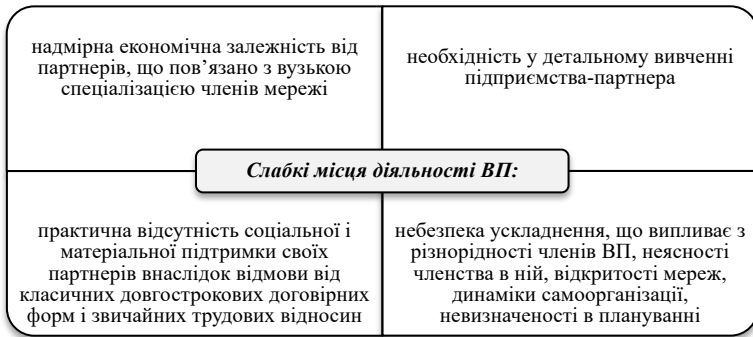 надмірна економічна залежність від
партнерів, що пов’язано з вузькою
спеціалізацією членів мережі
необхідність у детальному вивченні
підприємства-партнера
Слабкі місця діяльності ВП:
практична відсутність соціальної і
матеріальної підтримки своїх
партнерів внаслідок відмови від
класичних довгострокових договірних
форм і звичайних трудових відносин
небезпека ускладнення, що випливає з
різнорідності членів ВП, неясності
членства в ній, відкритості мереж,
динаміки самоорганізації,
невизначеності в плануванні